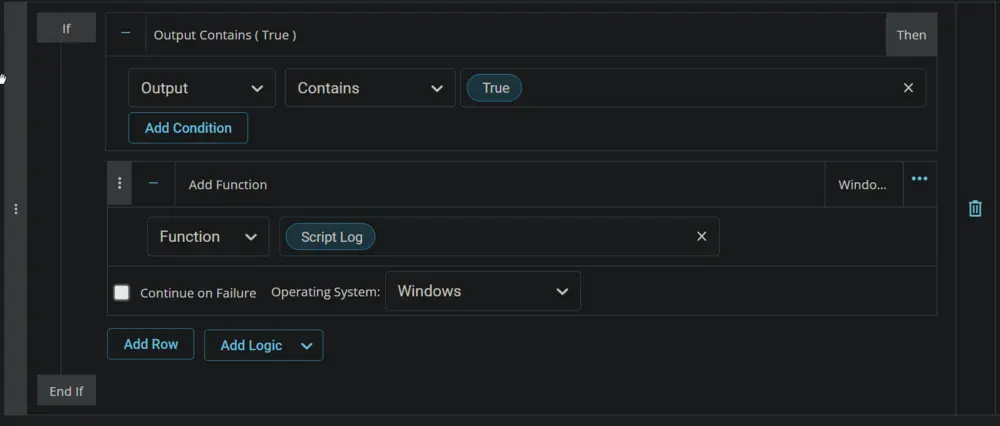 If
Output Contains ( True )
Then
Output
Contains
True
Add Condition
Add Function
Windo...
Function
Script Log
Continue on Failure
Operating System:
Windows
Add Row
Add Logic
End If